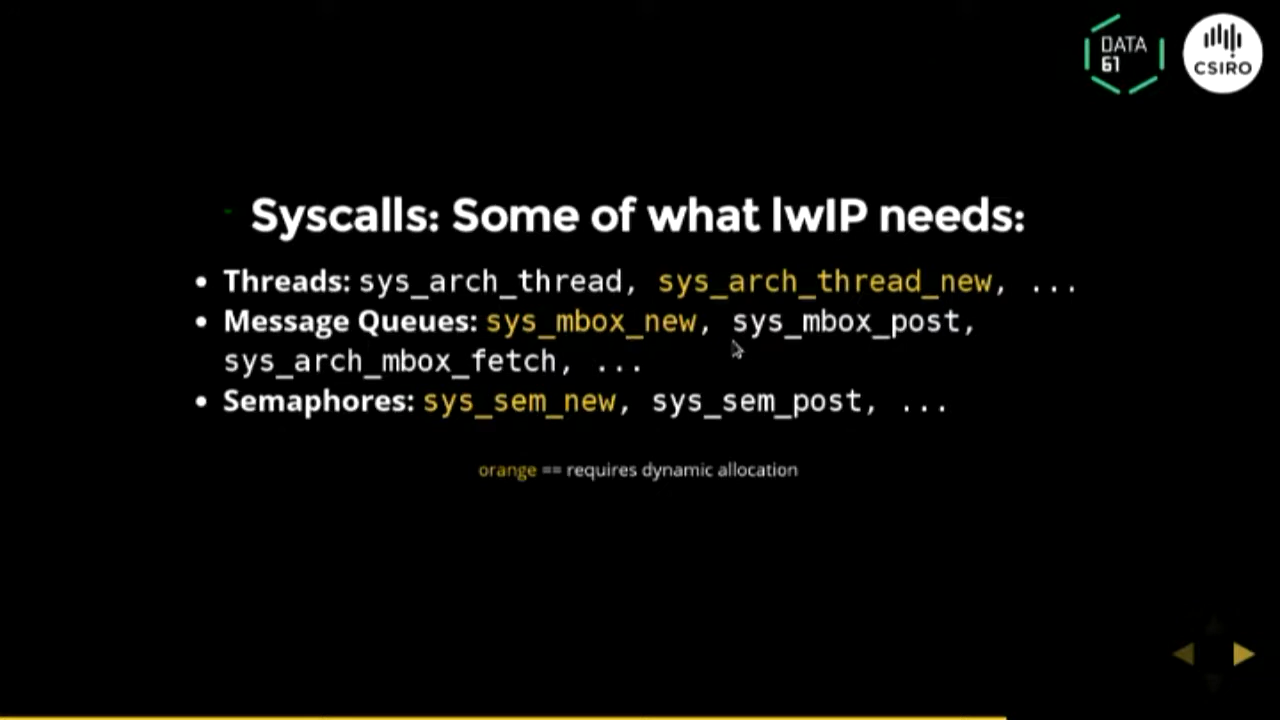 DATA
61
CSIRO
Syscalls: Some of what lwIP needs:
• Threads: sys_arch_thread, sys_arch_thread_new, ...
• Message Queues: sys_mbox_new, sys_mbox_post,
sys_arch_mbox_fetch, ...
• Semaphores: sys_sem_new, sys_sem_post, ...
orange == requires dynamic allocation